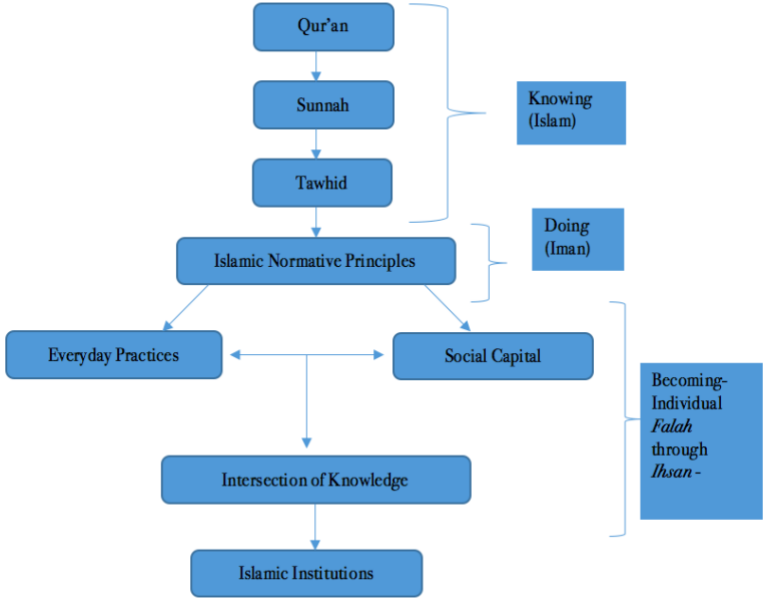 Qur’an
Sunnah
Knowing
(Islam)
Tawhid
Doing
(Iman)
Islamic Normative Principles
Everyday Practices
Social Capital
Becoming-
Individual
Falah
through
Ihsan -
Intersection of Knowledge
Islamic Institutions